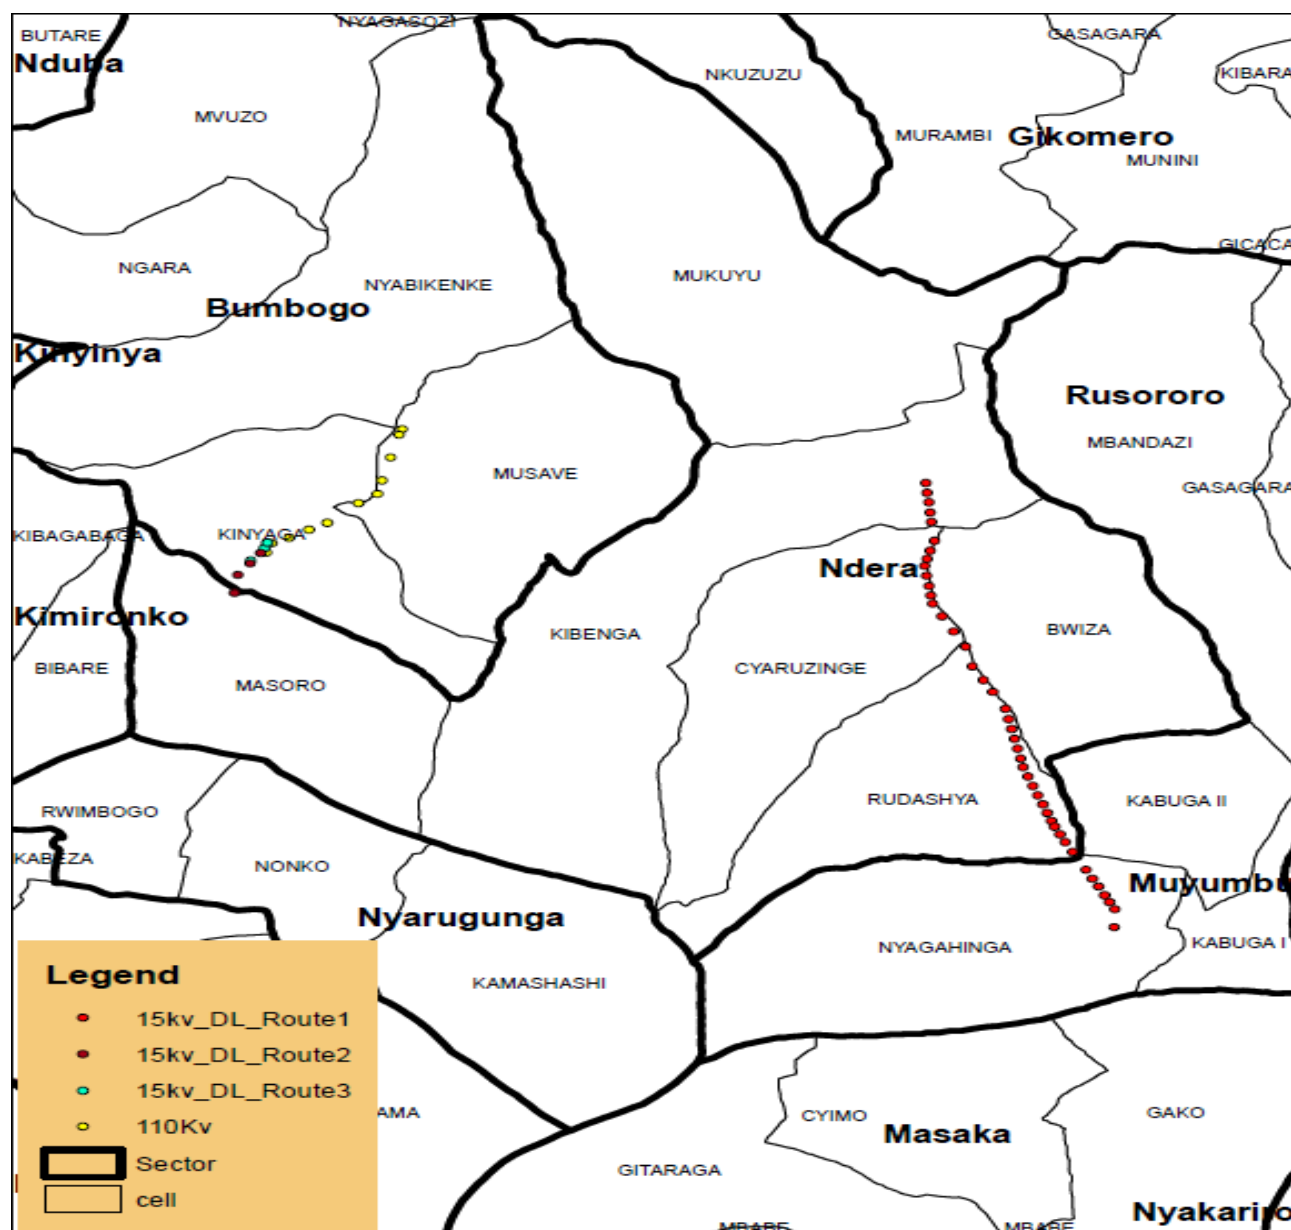 NYAGASOZI
BUTARE
GASAGARA
Nduba
NKUZUZU
KIBARA
MVUZO
MURAMBI
Gikomero
MUNINI
GICACA
NGARA
MUKUYU
NYABIKENKE
Bumbogo
Kinyinya
Rusororo
MBANDAZI
MUSAVE
GASAGARA
KIBAGABAGA
KINYAGA
Ndera
Kimironko
KIBENGA
BWIZA
BIBARE
CYARUZINGE
MASORO
RUDASHYA
KABUGA II
RWIMBOGO
KABEZA
NONKO
Muyumbu
Nyarugunga
NYAGAHINGA
KABUGA I
KAMASHASHI
Legend
15kv_DL_Route1
15kv_DL_Route2
15kv_DL_Route3
110Kv
Sector
cell
AMA
CYIMO
GAKO
Masaka
GITARAGA
Nyakariro
MBABE
MBABE